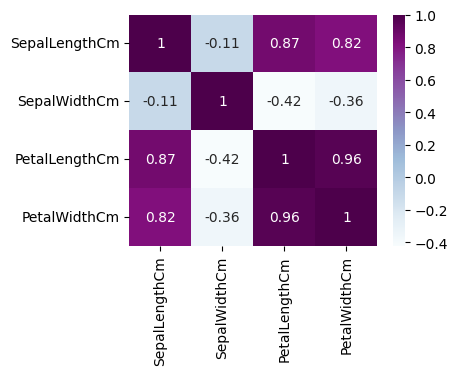 SepalLengthCm 1 -0.11 0.87 0.82
SepalWidthCm -0.11 1 -0.42 -0.36
PetalLengthCm 0.87 -0.42 1 0.96
PetalWidthCm 0.82 -0.36 0.96 1
SepalLengthCm
SepalWidthCm
PetalLengthCm
PetalWidthCm
1.0
0.8
0.6
0.4
0.2
0.0
−0.2
−0.4